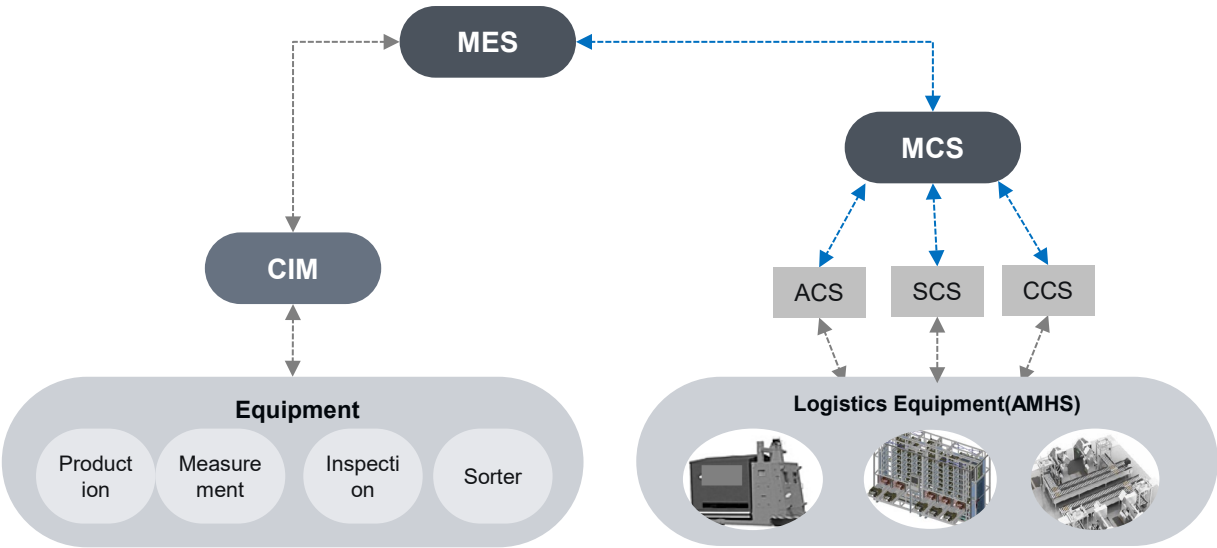 MES
MCS
CIM
ACS
SCS
CCS
Equipment
Product
ion
Measure
ment
Inspecti
on
Sorter
Logistics Equipment(AMHS)